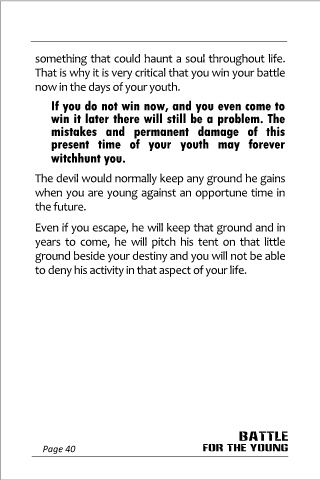 something that could haunt a soul throughout life.
That is why it is very critical that you win your battle
now in the days of your youth.
If you do not win now, and you even come to
win it later there will still be a problem. The
mistakes and permanent damage of this
present time of your youth may forever
witchhunt you.
The devil would normally keep any ground he gains
when you are young against an opportune time in
the future.
Even if you escape, he will keep that ground and in
years to come, he will pitch his tent on that little
ground beside your destiny and you will not be able
to deny his activity in that aspect of your life.
BATTLE
Page 40 FOR THE YOUNG